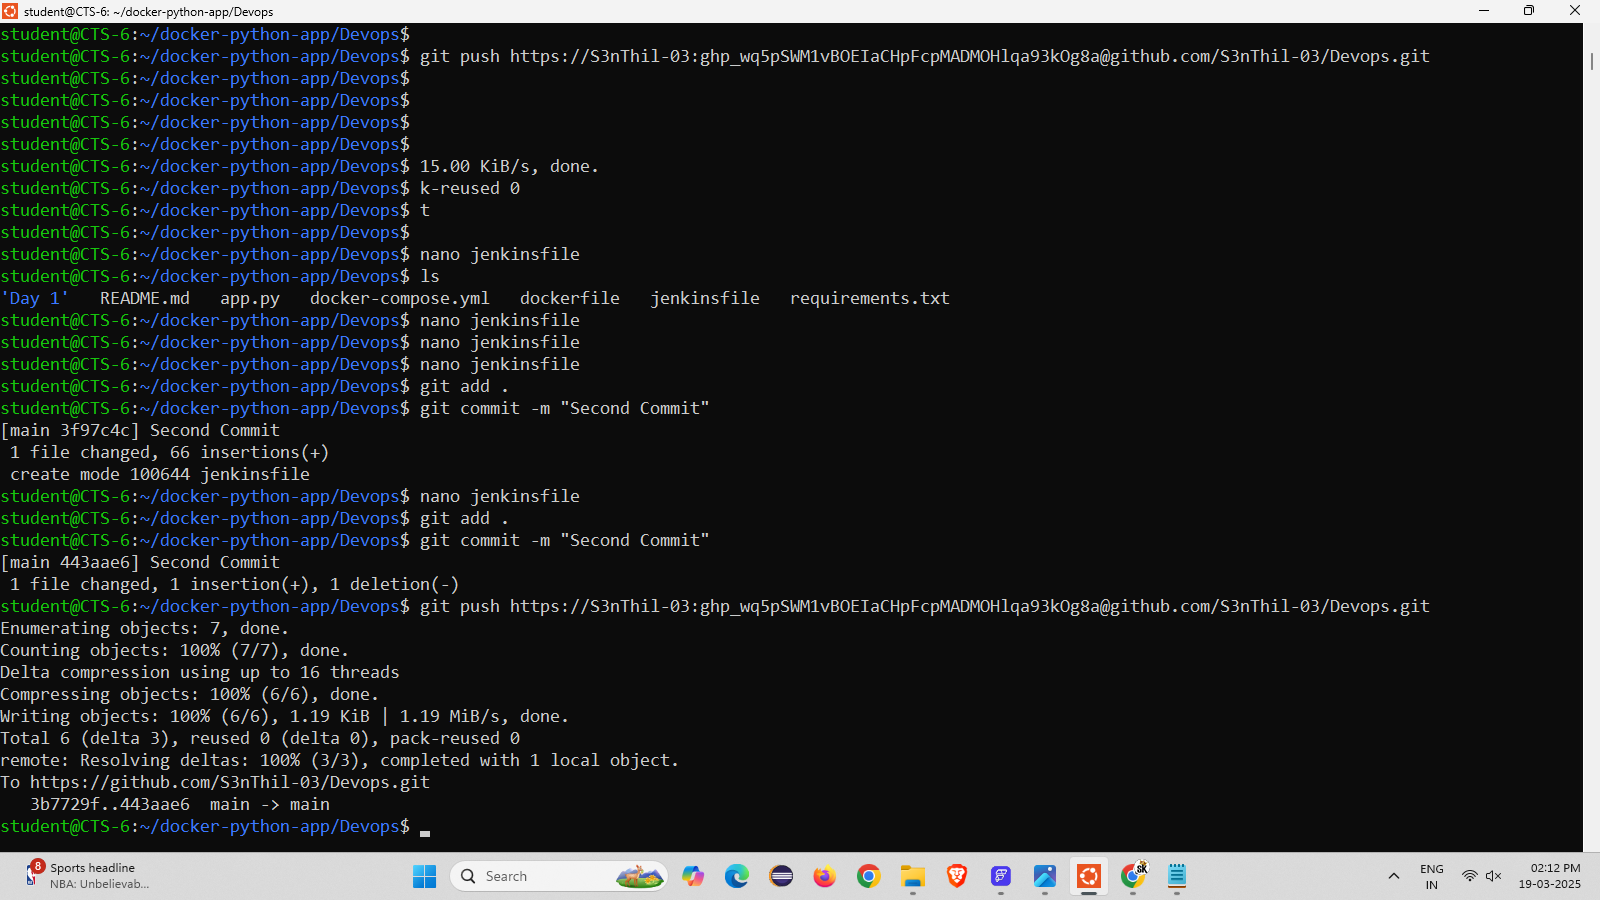 student@CTS-6: ~/docker-python-app/Devops
student@CTS-6:~/docker-python-app/Devops$
student@CTS-6:~/docker-python-app/Devops$ git push https://S3nThil-03: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@github.com/S3nThil-03/Devops.git
student@CTS-6:~/docker-python-app/Devops$
student@CTS-6:~/docker-python-app/Devops$
student@CTS-6:~/docker-python-app/Devops$
student@CTS-6:~/docker-python-app/Devops$
student@CTS-6:~/docker-python-app/Devops$ 15.00 KiB/s, done.
student@CTS-6:~/docker-python-app/Devops$ k-reused 0
student@CTS-6:~/docker-python-app/Devops$ t
student@CTS-6:~/docker-python-app/Devops$
student@CTS-6:~/docker-python-app/Devops$ nano jenkinsfile
student@CTS-6:~/docker-python-app/Devops$ ls
'Day 1'   README.md   app.py   docker-compose.yml   dockerfile   jenkinsfile   requirements.txt
student@CTS-6:~/docker-python-app/Devops$ nano jenkinsfile
student@CTS-6:~/docker-python-app/Devops$ nano jenkinsfile
student@CTS-6:~/docker-python-app/Devops$ nano jenkinsfile
student@CTS-6:~/docker-python-app/Devops$ git add .
student@CTS-6:~/docker-python-app/Devops$ git commit -m "Second Commit"
[main 3f97c4c] Second Commit
 1 file changed, 66 insertions(+)
 create mode 100644 jenkinsfile
student@CTS-6:~/docker-python-app/Devops$ nano jenkinsfile
student@CTS-6:~/docker-python-app/Devops$ git add .
student@CTS-6:~/docker-python-app/Devops$ git commit -m "Second Commit"
[main 443aae6] Second Commit
 1 file changed, 1 insertion(+), 1 deletion(-)
student@CTS-6:~/docker-python-app/Devops$ git push https://S3nThil-03: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@github.com/S3nThil-03/Devops.git
Enumerating objects: 7, done.
Counting objects: 100% (7/7), done.
Delta compression using up to 16 threads
Compressing objects: 100% (6/6), done.
Writing objects: 100% (6/6), 1.19 KiB | 1.19 MiB/s, done.
Total 6 (delta 3), reused 0 (delta 0), pack-reused 0
remote: Resolving deltas: 100% (3/3), completed with 1 local object.
To https://github.com/S3nThil-03/Devops.git
   3b7729f..443aae6  main -> main
student@CTS-6:~/docker-python-app/Devops$
8
Sports headline
NBA: Unbelievab...
Search
SK
ENG
IN
02:12 PM
19-03-2025